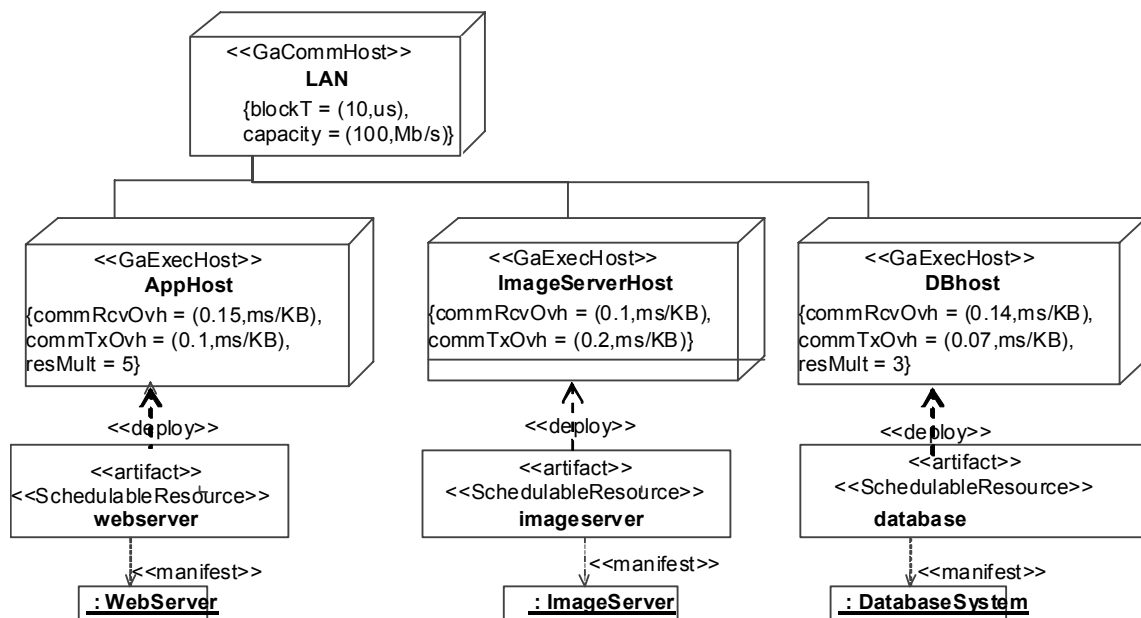 <<GaCommHost>>
LAN
{blockT = (10,us),
capacity = (100,Mb/s)}
<<GaExecHost>>
AppHost
{commRcvOvh = (0.15,ms/KB),
commTxOvh = (0.1,ms/KB),
resMult = 5}
<<GaExecHost>>
ImageServerHost
{commRcvOvh = (0.1,ms/KB),
commTxOvh = (0.2,ms/KB)}
<<GaExecHost>>
DBhost
{commRcvOvh = (0.14,ms/KB),
commTxOvh = (0.07,ms/KB),
resMult = 3}
<<deploy>>
<<deploy>>
<<deploy>>
<<artifact>>
<<SchedulableResource>>
webserver
<<artifact>>
<<SchedulableResource>>
imageserver
<<artifact>>
<<SchedulableResource>>
database
<<manifest>>
<<manifest>>
<<manifest>>
: WebServer
: ImageServer
: DatabaseSystem